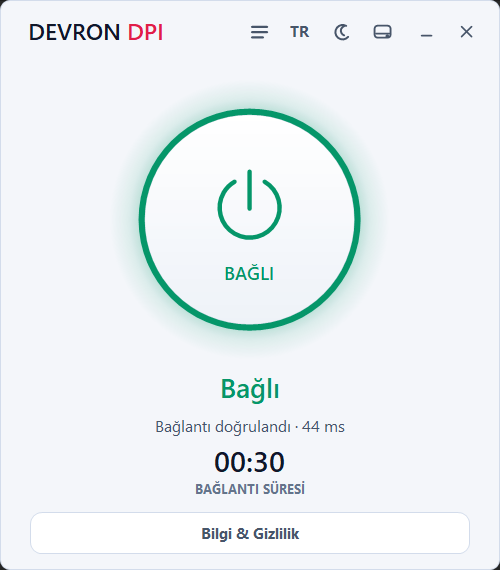 DEVRON DPI TR
BAĞLI
Bağlı
Bağlantı doğrulandı · 44 ms
00:30
BAĞLANTI SÜRESİ
Bilgi & Gizlilik